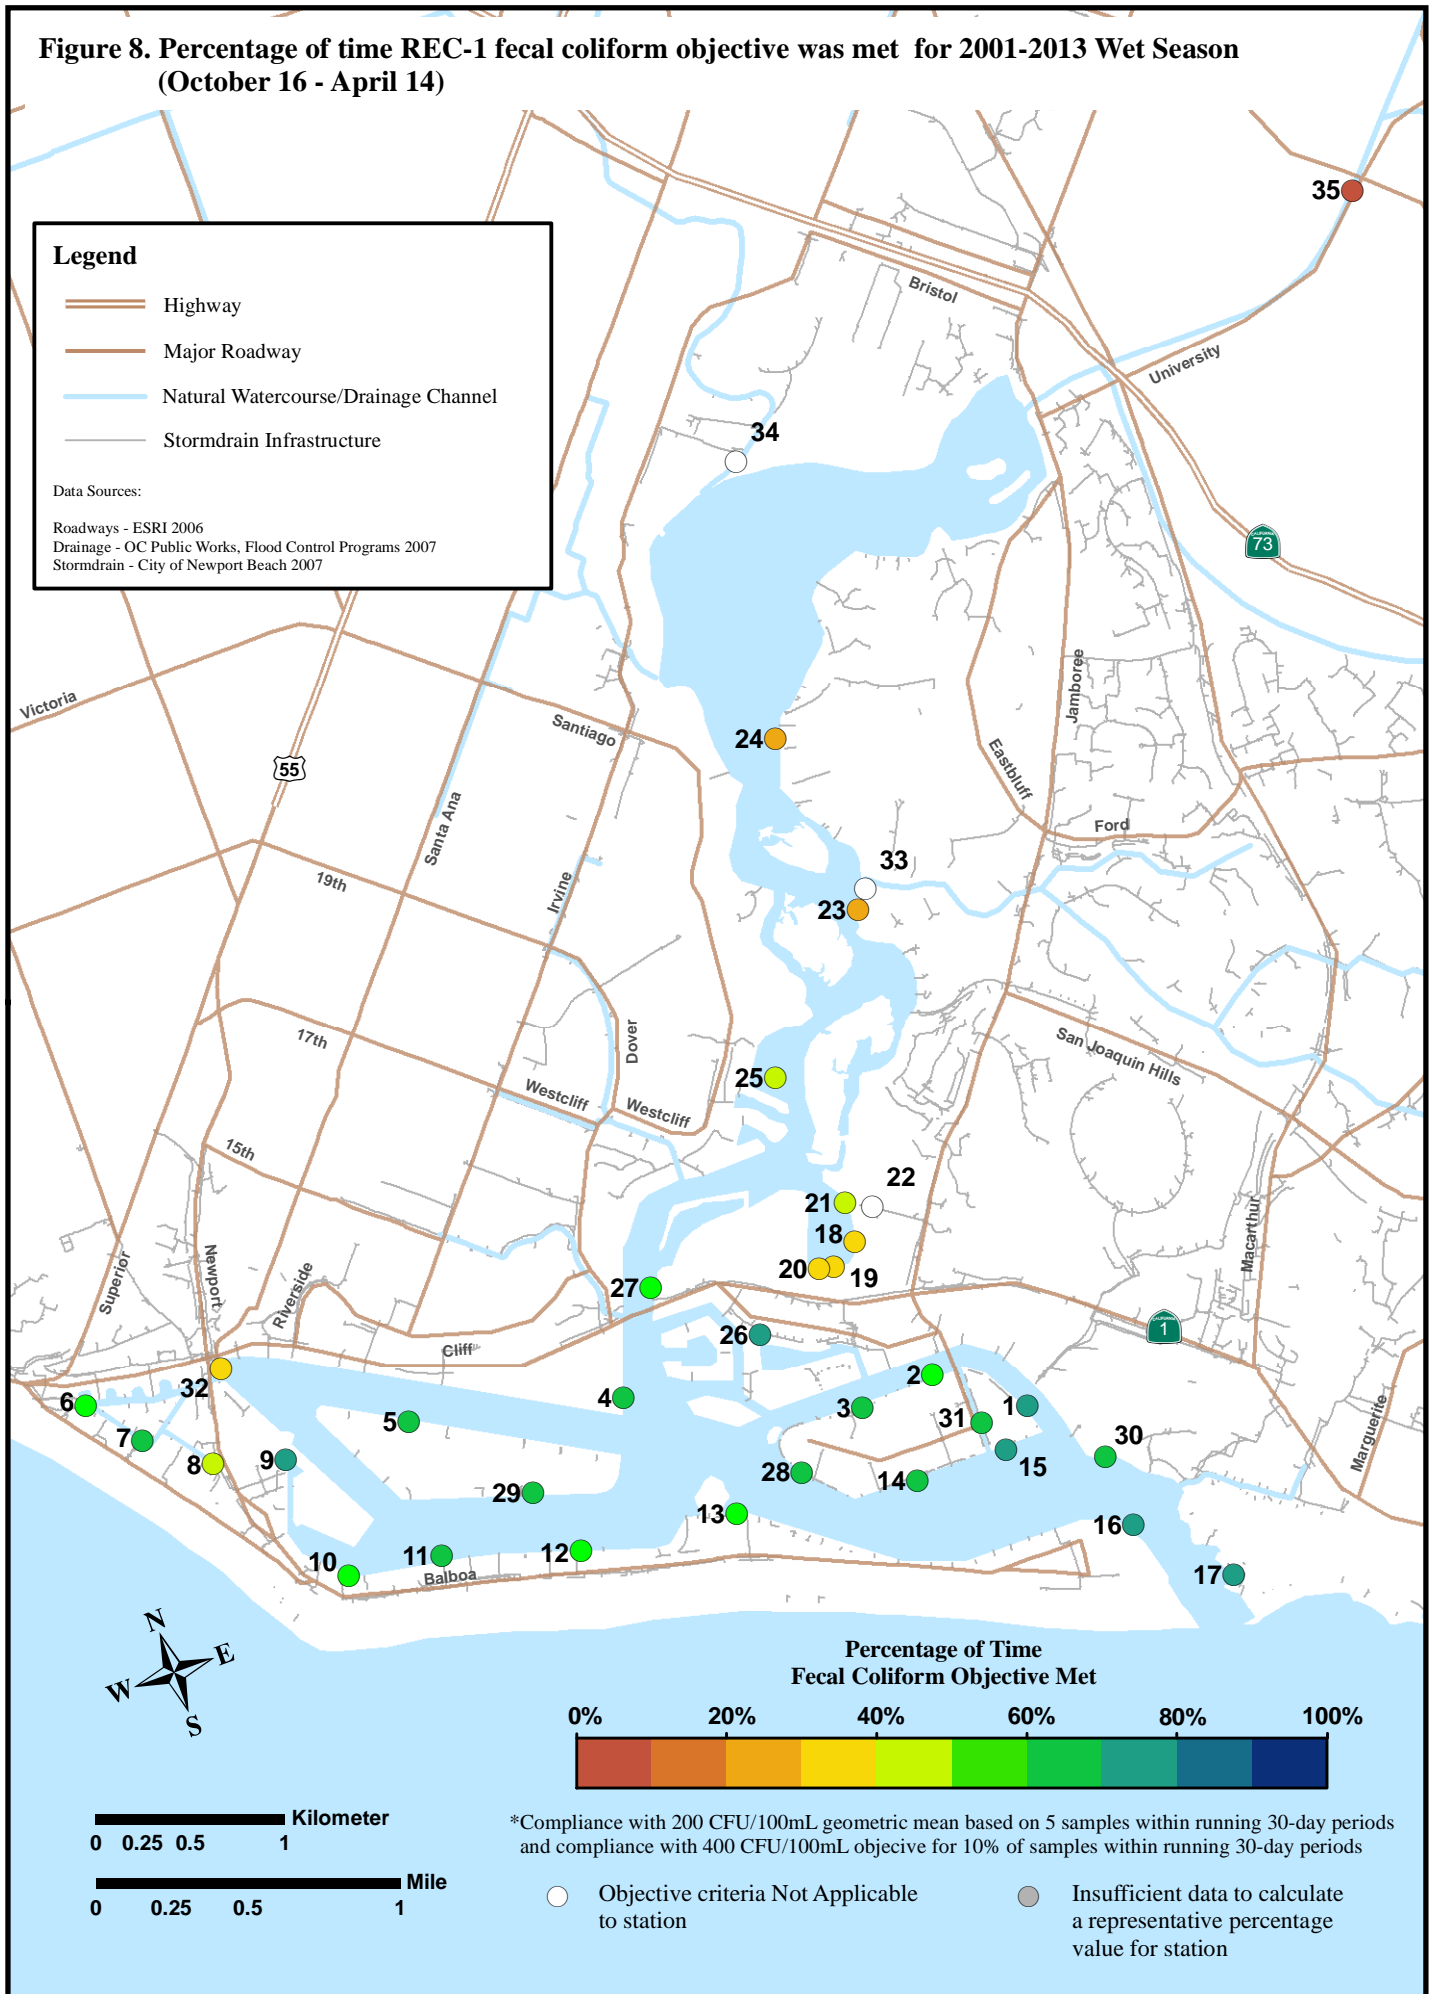 Figure 8. Percentage of time REC-1 fecal coliform objective was met for 2001-2013 Wet Season
(October 16 - April 14)
35
Legend
Highway
Major Roadway
Natural Watercourse/Drainage Channel
Stormdrain Infrastructure
Data Sources:
Roadways - ESRI 2006
Drainage - OC Public Works, Flood Control Programs 2007
Stormdrain - City of Newport Beach 2007
Bristol
University
34
CALIFORNIA
73
Victoria
Santiago
Jamboree
24
Eastbluff
55
Santa Ana
Ford
33
19th
Irvine
23
17th
Dover
San Joaquin Hills
25
Westcliff
Westcliff
15th
22
21
Macarthur
18
Superior
Newport
Riverside
20
19
27
CALIFORNIA
1
26
Cliff
2
32
4
6
3
1
5
31
Marguerite
7
30
8
9
15
28
14
29
13
16
12
11
10
Balboa
17
N
E
W
S
Percentage of Time
Fecal Coliform Objective Met
0% 20% 40% 60% 80% 100%
Kilometer
0 0.25 0.5 1
*Compliance with 200 CFU/100mL geometric mean based on 5 samples within running 30-day periods
and compliance with 400 CFU/100mL objecive for 10% of samples within running 30-day periods
Mile
0 0.25 0.5 1
Objective criteria Not Applicable
to station
Insufficient data to calculate
a representative percentage
value for station